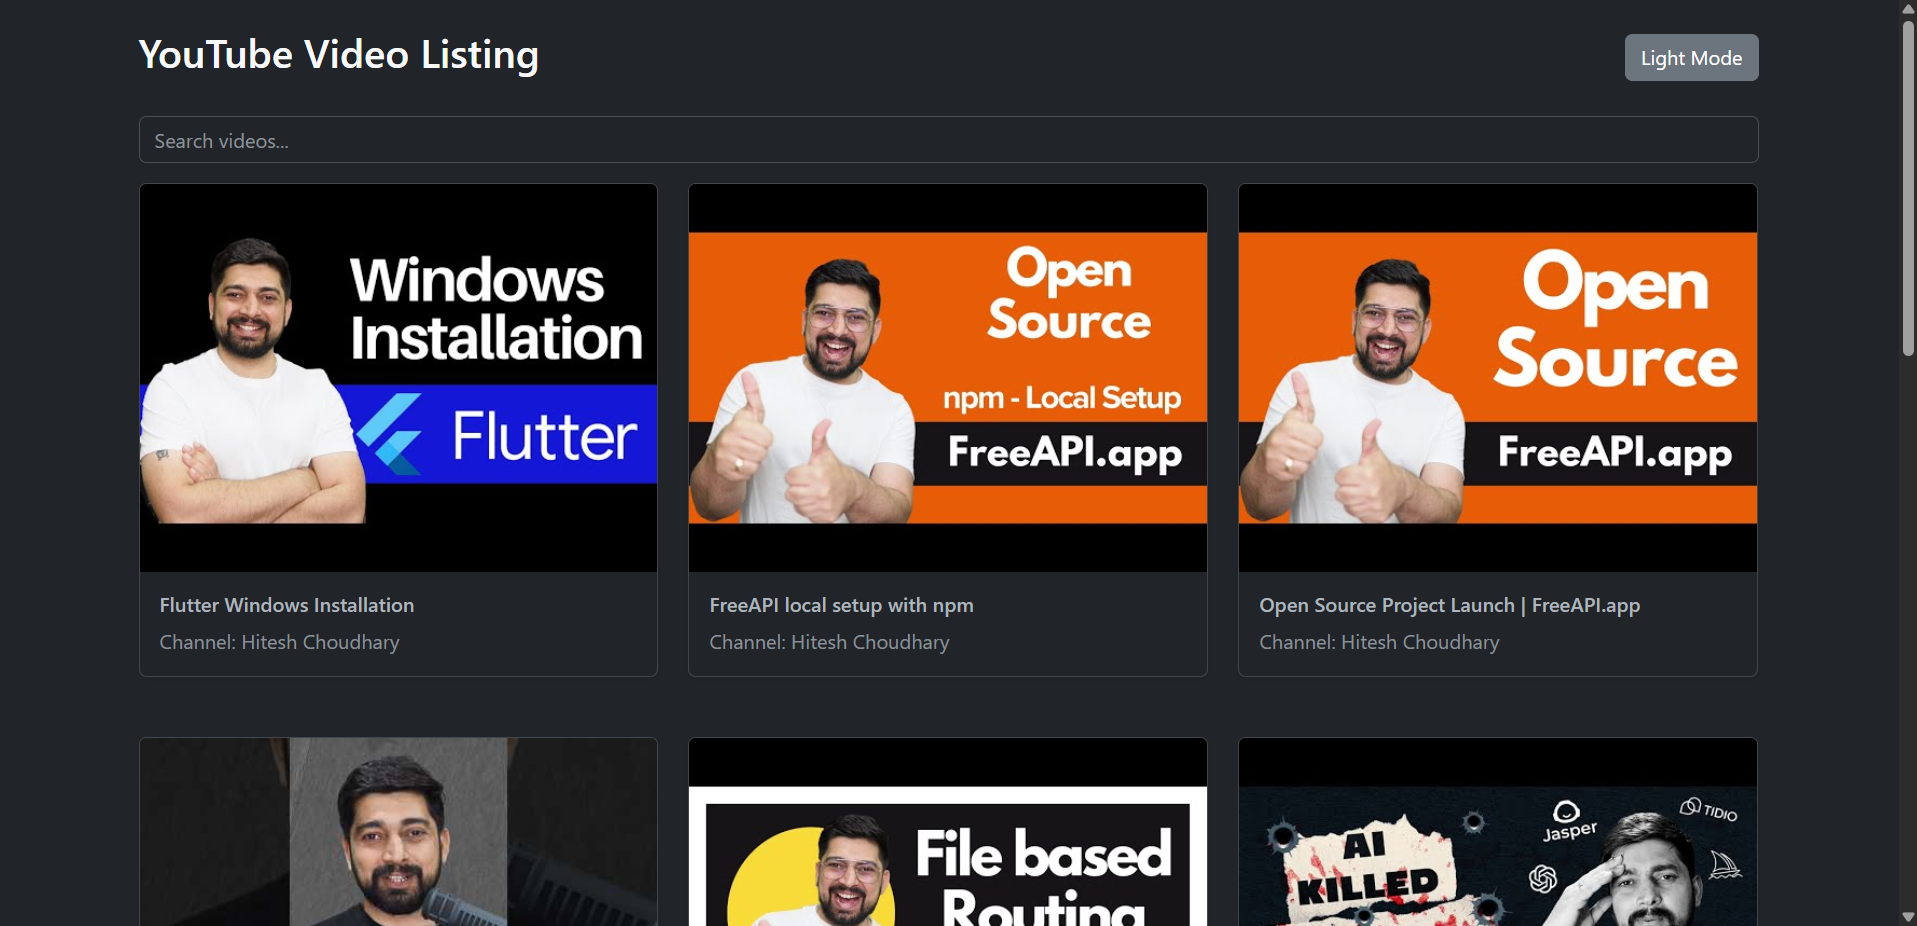 YouTube Video Listing
Light Mode
Search videos...
Windows
Installation
Flutter
Open
Source
npm - Local Setup
FreeAPI.app
Open
Source
FreeAPI.app
Flutter Windows Installation
Channel: Hitesh Choudhary
FreeAPI local setup with npm
Channel: Hitesh Choudhary
Open Source Project Launch | FreeAPI.app
Channel: Hitesh Choudhary
File based
Routing
AI
KILLED
Jasper
TIDIO